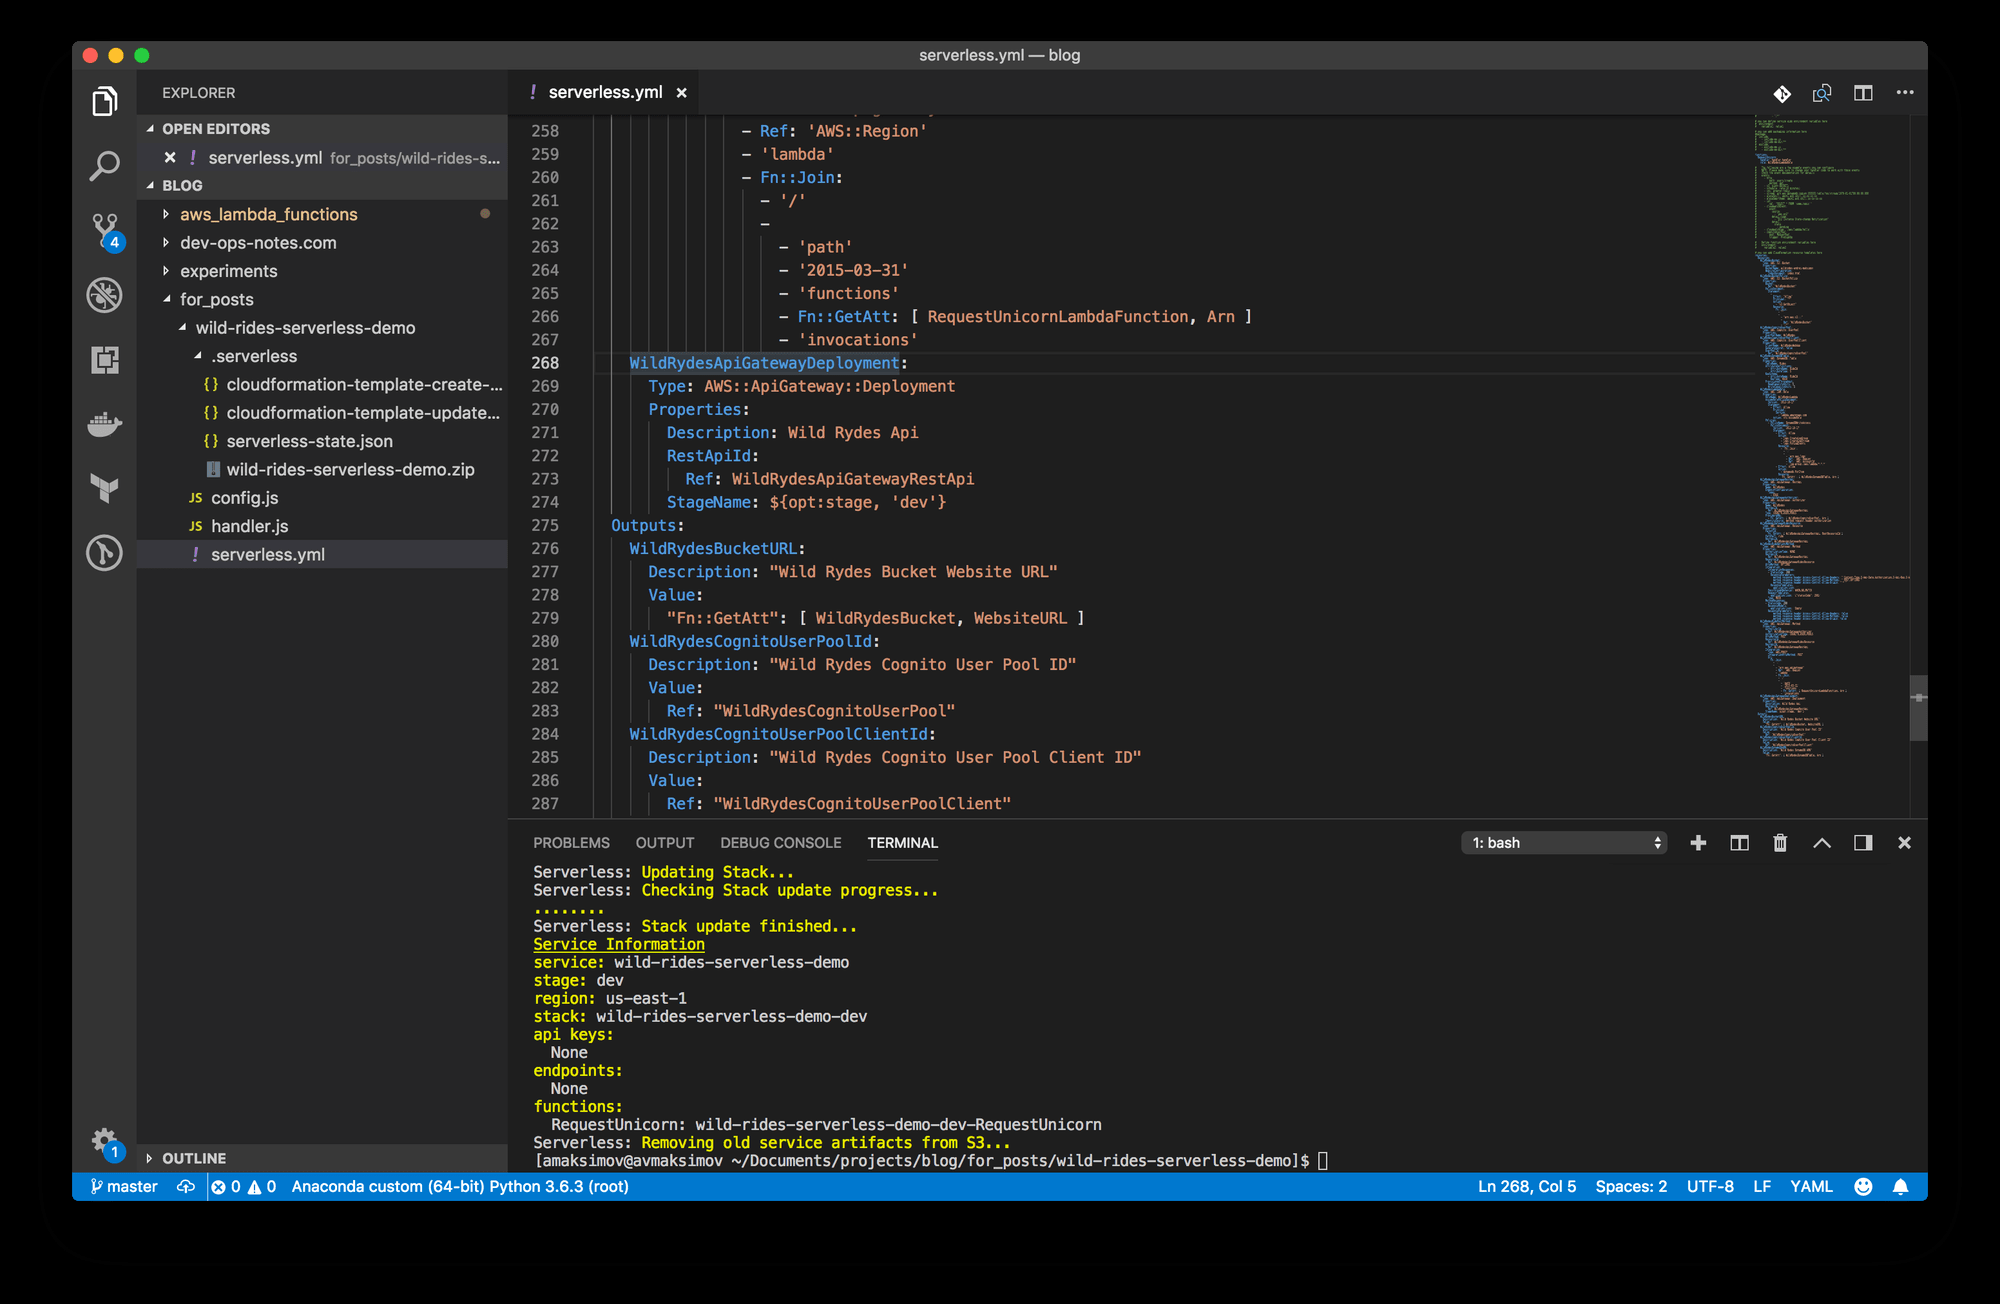 serverless.yml — blog
EXPLORER
OPEN EDITORS
serverless.yml for_posts/wild-rides-s...
BLOG
aws_lambda_functions
dev-ops-notes.com
experiments
for_posts
wild-rides-serverless-demo
.serverless
{} cloudformation-template-create-...
{} cloudformation-template-update...
{} serverless-state.json
wild-rides-serverless-demo.zip
JS config.js
JS handler.js
! serverless.yml
OUTLINE
4
1
! serverless.yml ×
258 - Ref: 'AWS::Region'
259 - 'lambda'
260 - Fn::Join:
261 - '/'
262 -
263 - 'path'
264 - '2015-03-31'
265 - 'functions'
266 - Fn::GetAtt: [ RequestUnicornLambdaFunction, Arn ]
267 - 'invocations'
268 WildRydesApiGatewayDeployment:
269 Type: AWS::ApiGateway::Deployment
270 Properties:
271 Description: Wild Rydes Api
272 RestApiId:
273 Ref: WildRydesApiGatewayRestApi
274 StageName: ${opt:stage, 'dev'}
275 Outputs:
276 WildRydesBucketURL:
277 Description: "Wild Rydes Bucket Website URL"
278 Value:
279 "Fn::GetAtt": [ WildRydesBucket, WebsiteURL ]
280 WildRydesCognitoUserPoolId:
281 Description: "Wild Rydes Cognito User Pool ID"
282 Value:
283 Ref: "WildRydesCognitoUserPool"
284 WildRydesCognitoUserPoolClientId:
285 Description: "Wild Rydes Cognito User Pool Client ID"
286 Value:
287 Ref: "WildRydesCognitoUserPoolClient"
PROBLEMS OUTPUT DEBUG CONSOLE TERMINAL 1: bash
Serverless: Updating Stack...
Serverless: Checking Stack update progress...
........
Serverless: Stack update finished...
Service Information
service: wild-rides-serverless-demo
stage: dev
region: us-east-1
stack: wild-rides-serverless-demo-dev
api keys:
None
endpoints:
None
functions:
RequestUnicorn: wild-rides-serverless-demo-dev-RequestUnicorn
Serverless: Removing old service artifacts from S3...
[amaksimov@avmaksimov ~/Documents/projects/blog/for_posts/wild-rides-serverless-demo]$
master 0 0 Anaconda custom (64-bit) Python 3.6.3 (root) Ln 268, Col 5 Spaces: 2 UTF-8 LF YAML